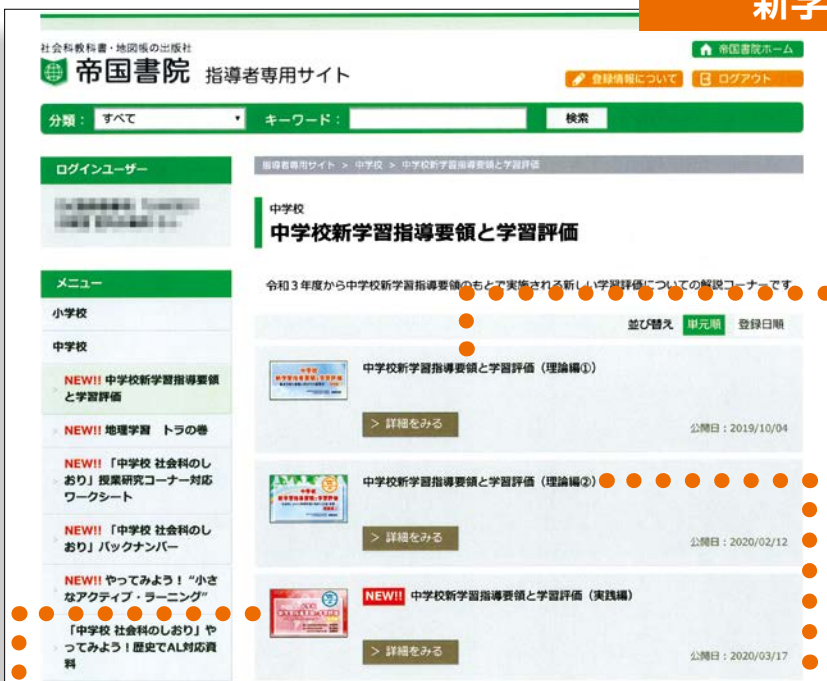 新学
社会科教科書・地図帳の出版社
帝国書院 指導者専用サイト
帝国書院ホーム
登録情報について
ログアウト
分類： すべて キーワード： 検索
ログインユーザー
指導者専用サイト > 中学校 > 中学校新学習指導要領と学習評価
中学校
中学校新学習指導要領と学習評価
令和3年度から中学校新学習指導要領のもとで実施される新しい学習評価についての解説コーナーです
並び替え 単元順 登録日順
メニュー
小学校
中学校
NEW!! 中学校新学習指導要領
と学習評価
NEW!! 地理学習 トラの巻
NEW!! 「中学校 社会科のし
おり」授業研究コーナー対応
ワークシート
NEW!! 「中学校 社会科のし
おり」バックナンバー
NEW!! やってみよう！ “小さ
なアクティブ・ラーニング”
「中学校 社会科のしおり」や
ってみよう！歴史でAL対応資
料
中学校新学習指導要領と学習評価（理論編①）
> 詳細をみる
公開日：2019/10/04
中学校新学習指導要領と学習評価（理論編②）
> 詳細をみる
公開日：2020/02/12
NEW!! 中学校新学習指導要領と学習評価（実践編）
> 詳細をみる
公開日：2020/03/17